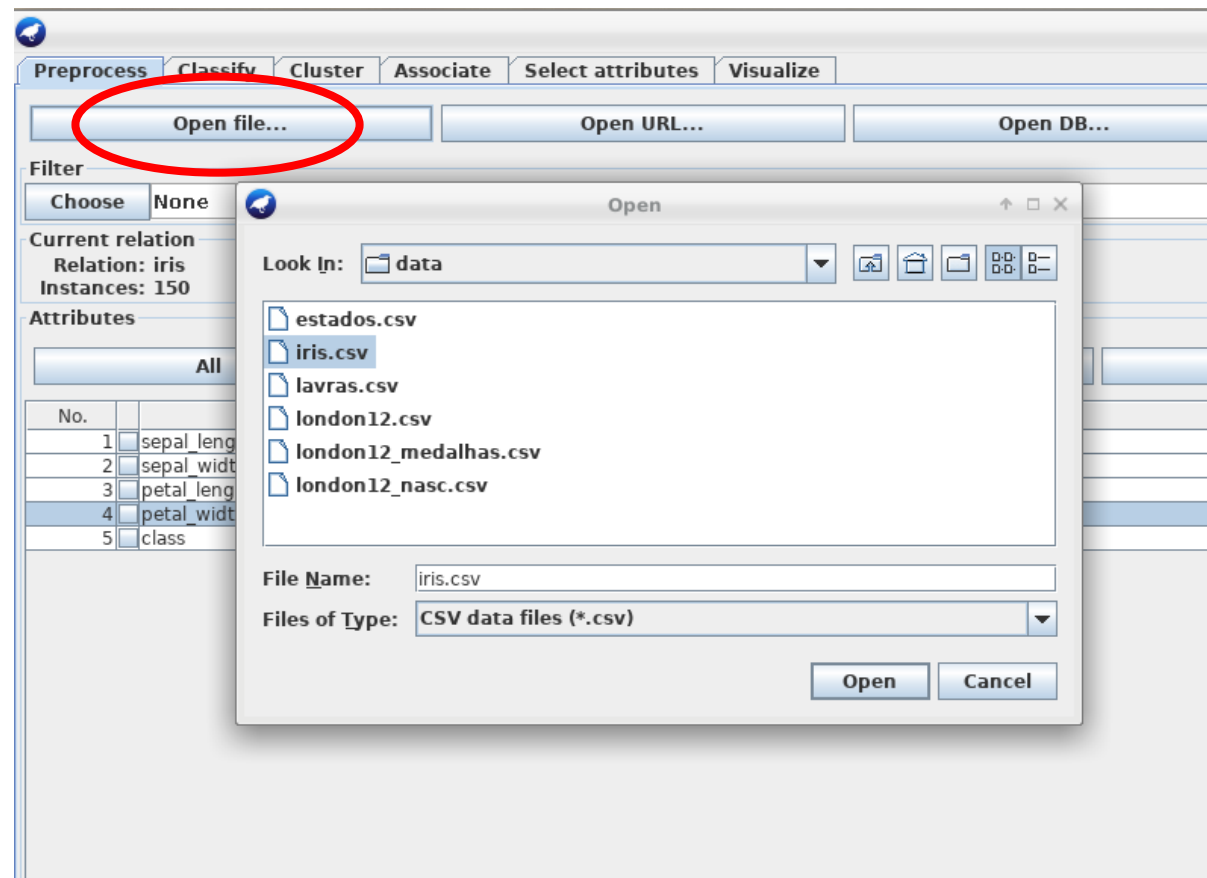 Preprocess Classify Cluster Associate Select attributes Visualize
Open file... Open URL... Open DB...
Filter
Choose None
Current relation
Relation: iris
Instances: 150
Attributes
All
No.
1 sepal_leng
2 sepal_widt
3 petal_leng
4 petal_widt
5 class
Open
Look In: data
estados.csv
iris.csv
lavras.csv
london12.csv
london12_medalhas.csv
london12_nasc.csv
File Name: iris.csv
Files of Type: CSV data files (*.csv)
Open Cancel